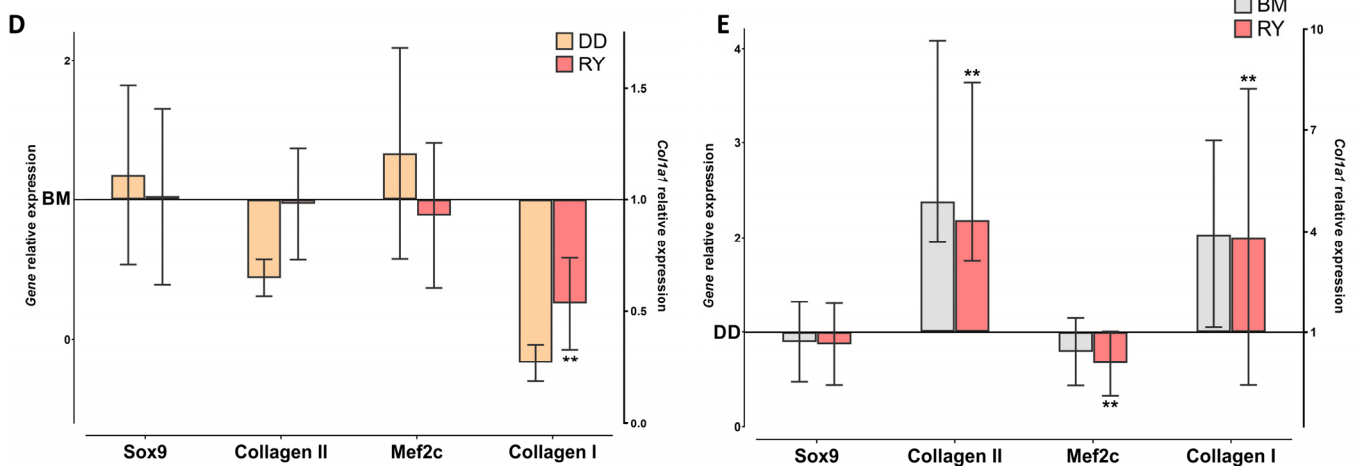 D
DD
RY
2
0
BM
Gene relative expression
1.5
1.0
0.5
0.0
Col1a1 relative expression
**
Sox9 Collagen II Mef2c Collagen I
E
BM
RY
4
3
2
DD
0
Gene relative expression
10
7
4
1
Col1a1 relative expression
**
**
**
Sox9 Collagen II Mef2c Collagen I